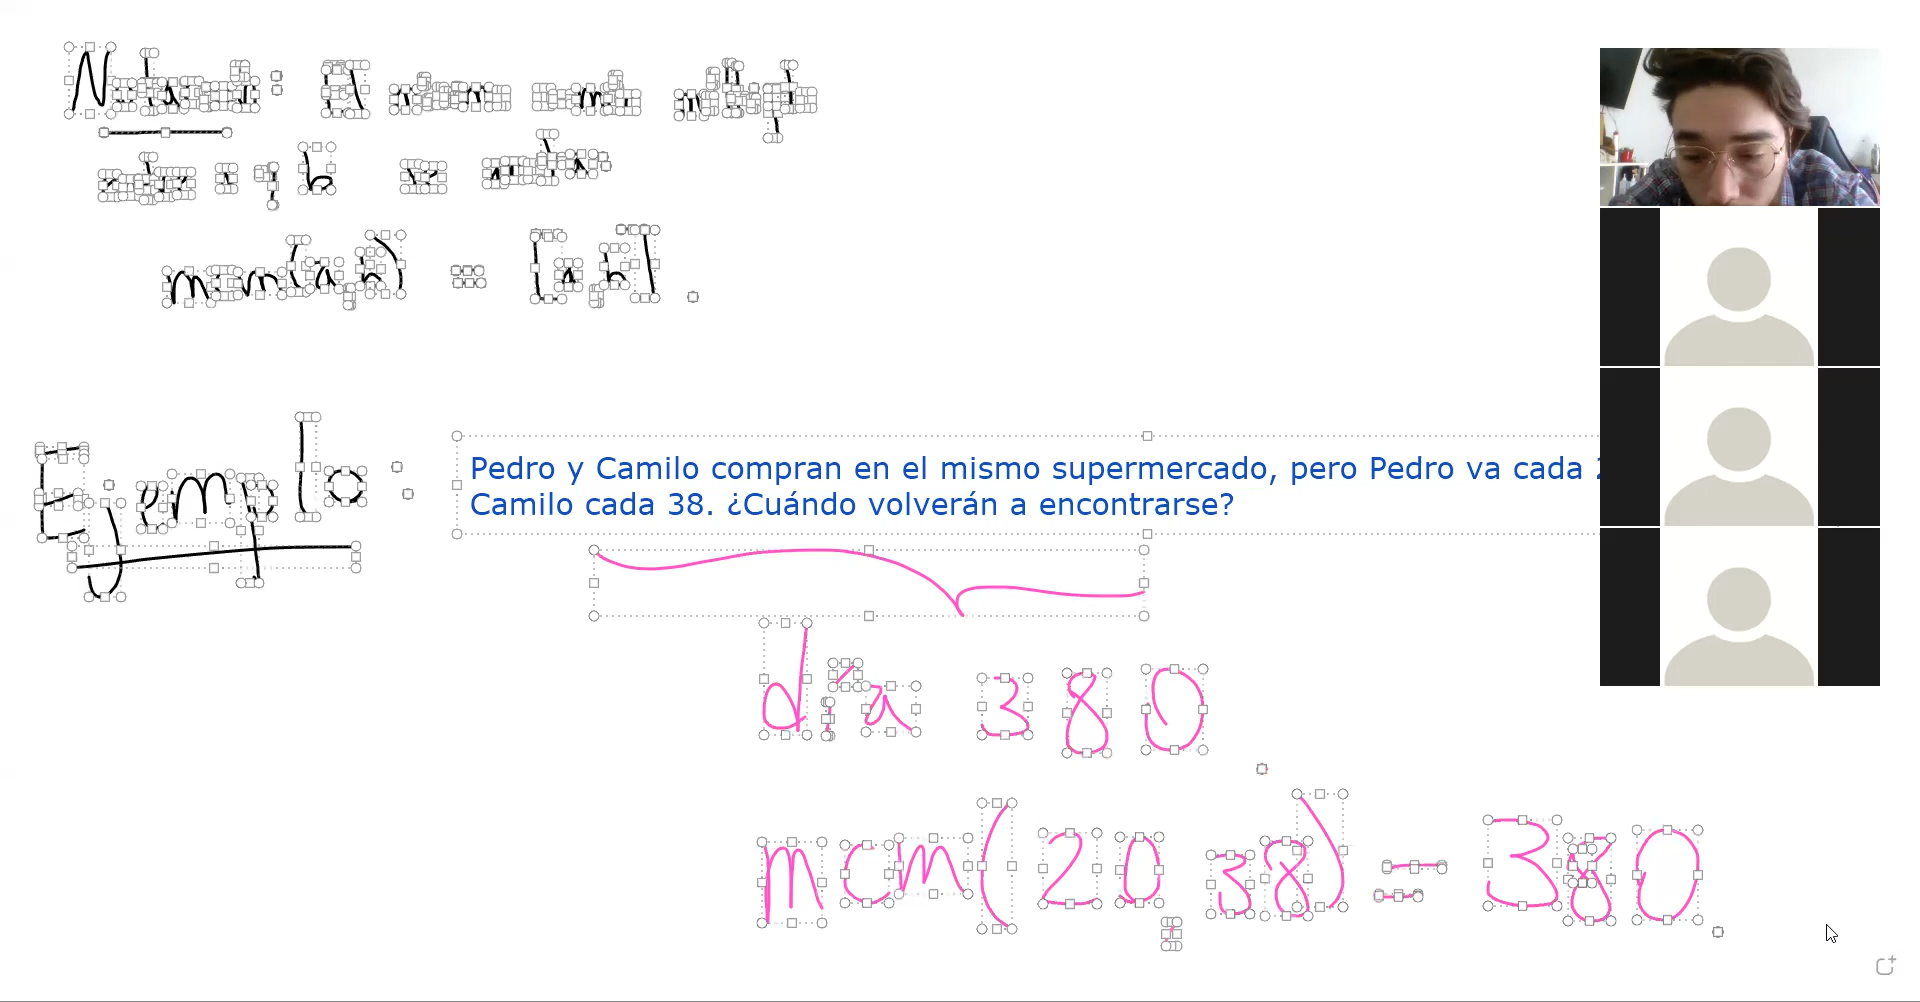 Notación: El mínimo común múltiplo
entre a y b se nota
mcm(a,b) = [a,b].
Ejemplo:
Pedro y Camilo compran en el mismo supermercado, pero Pedro va cada
Camilo cada 38. ¿Cuándo volverán a encontrarse?
día 380.
mcm(20,38) = 380.